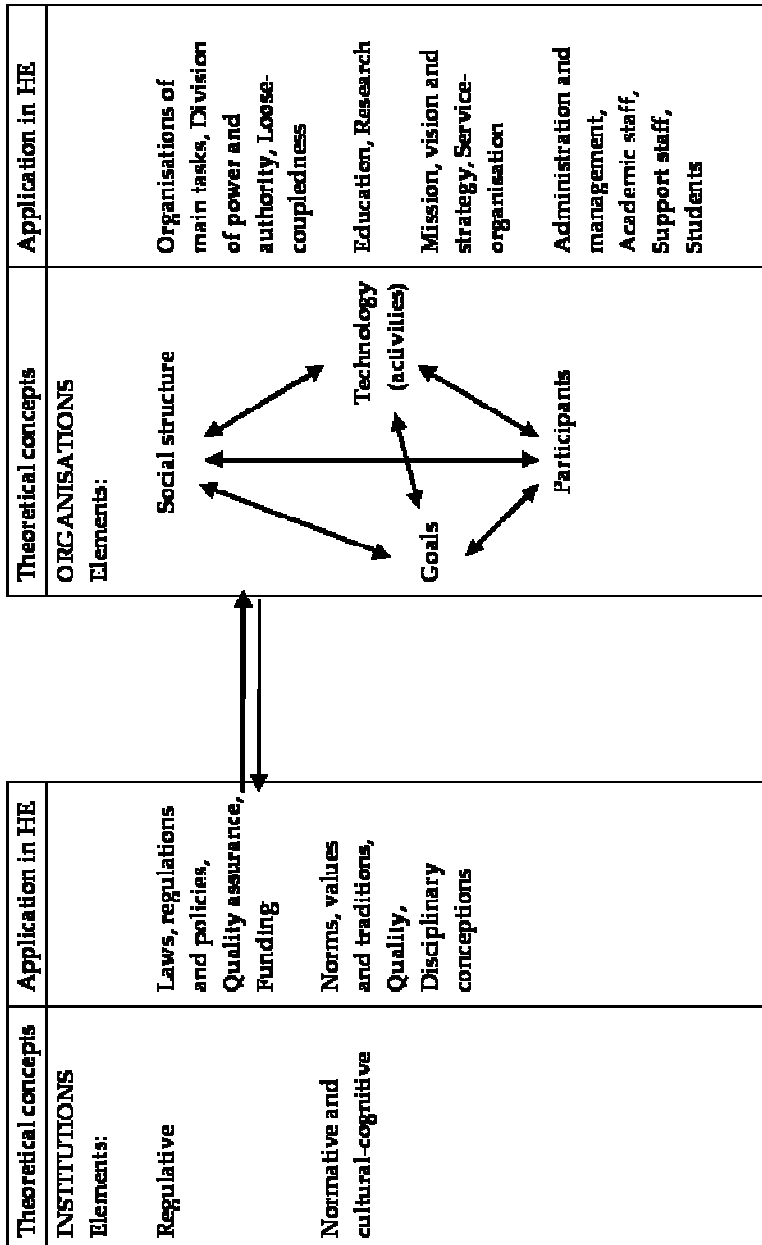 Theoretical concepts
Application in HE
INSTITUTIONS
Elements:
Regulative
Laws, regulations
and policies,
Quality assurance,
Funding
Normative and
cultural-cognitive
Norms, values
and traditions,
Quality,
Disciplinary
conceptions
Theoretical concepts
Application in HE
ORGANISATIONS
Elements:
Social structure
Goals
Technology
(activities)
Participants
Organisations of
main tasks, Division
of power and
authority, Loose-
coupledness
Education, Research
Mission, vision and
strategy, Service-
organisation
Administration and
management,
Academic staff,
Support staff,
Students